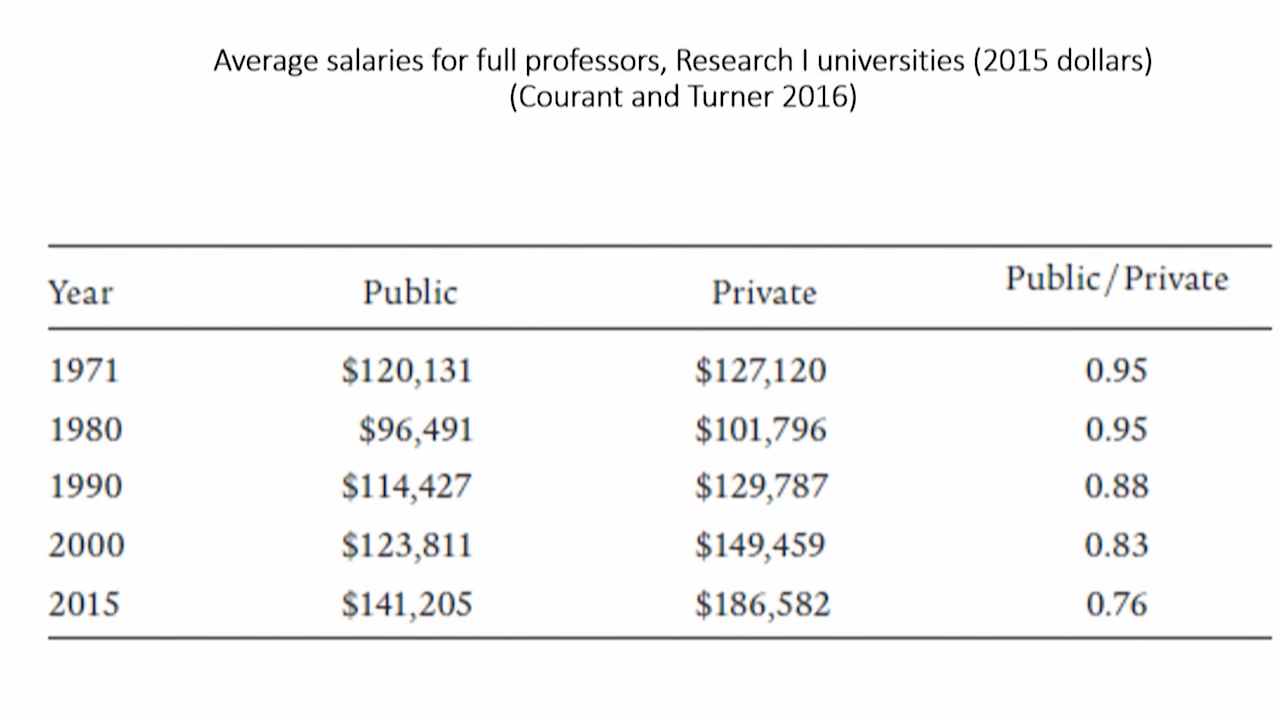 Average salaries for full professors, Research I universities (2015 dollars)
(Courant and Turner 2016)
Year Public Private Public/Private
1971 $120,131 $127,120 0.95
1980 $96,491 $101,796 0.95
1990 $114,427 $129,787 0.88
2000 $123,811 $149,459 0.83
2015 $141,205 $186,582 0.76